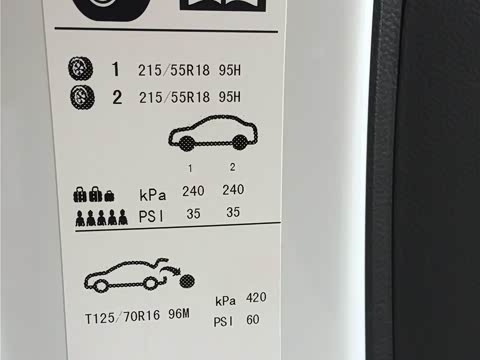 1 215/55R18 95H
2 215/55R18 95H
1 2
kPa 240 240
PSI 35 35
T125/70R16 96M
kPa 420
PSI 60